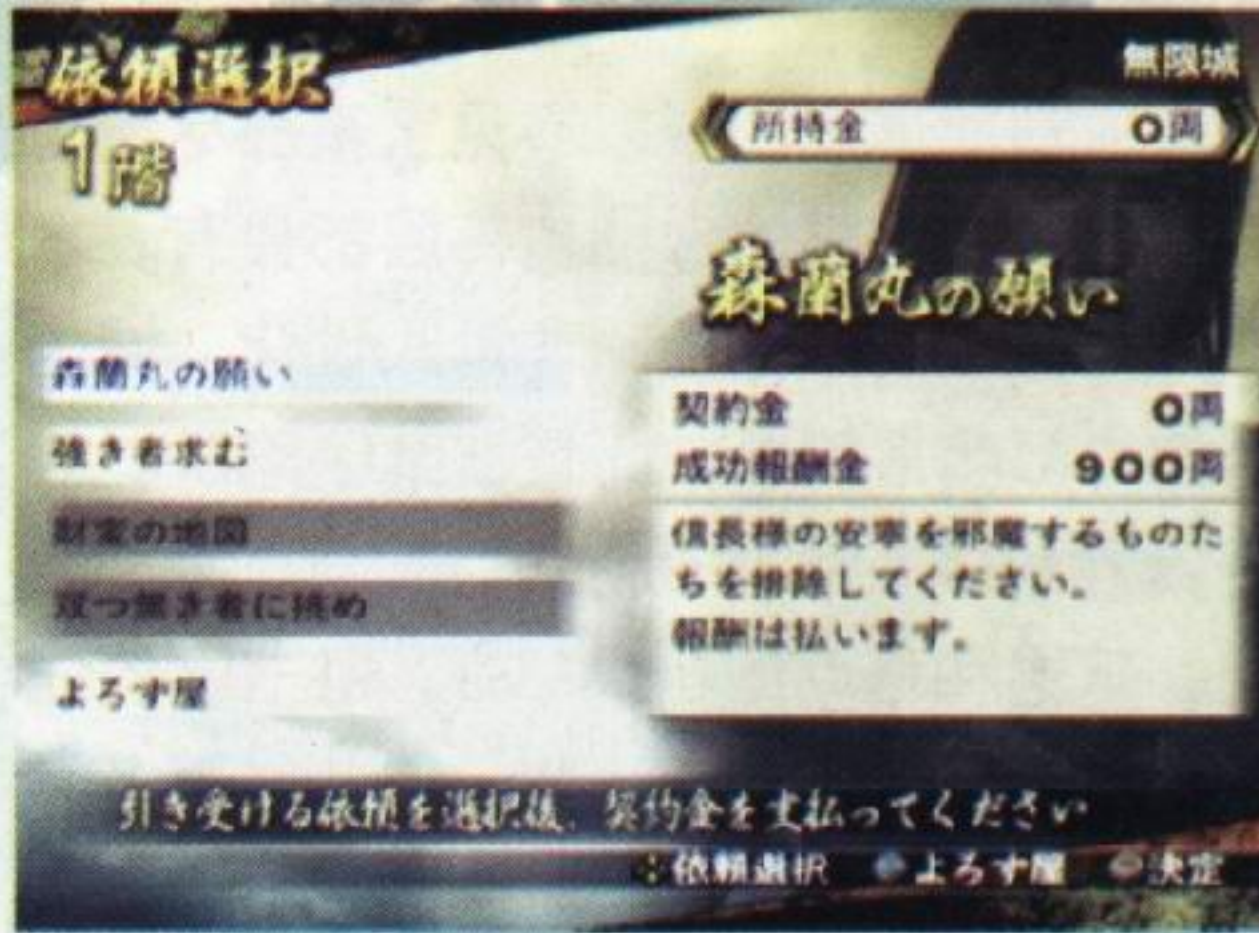 依頼選択
1階
無限城
所持金 0両
森蘭丸の願い
森蘭丸の願い
強き者求む
財宝の地図
双つ無き者に挑め
よろず屋
契約金 0両
成功報酬金 900両
信長様の安寧を邪魔するものた
ちを排除してください。
報酬は払います。
引き受ける依頼を選択後、契約金を支払ってください
依頼選択 よろず屋 決定